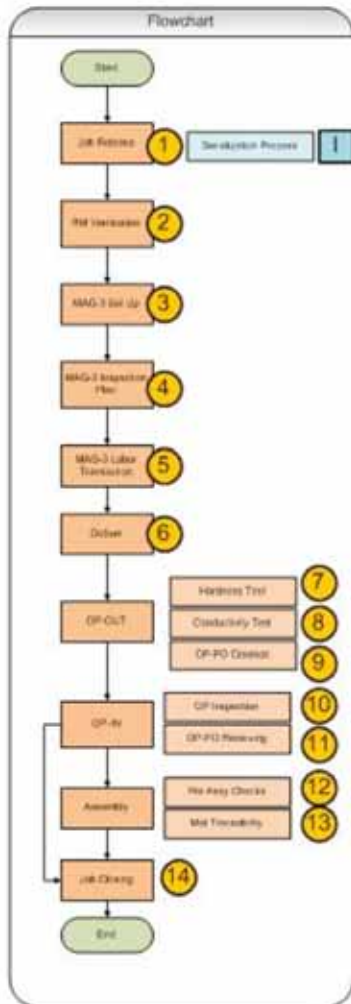 Flowchart
Start
Job Release
1
Serialization Process
I
RM Verification
2
MAG-3 Set Up
3
MAG-3 Inspection
Plan
4
MAG-3 Labor
Transaction
5
Deburr
6
OP-OUT
Hardness Test
7
Conductivity Test
8
OP-PO Creation
9
OP-IN
OP Inspection
10
OP-PO Receiving
11
Assembly
Pre Assy Checks
12
Mat Traceability
13
Job Closing
14
End